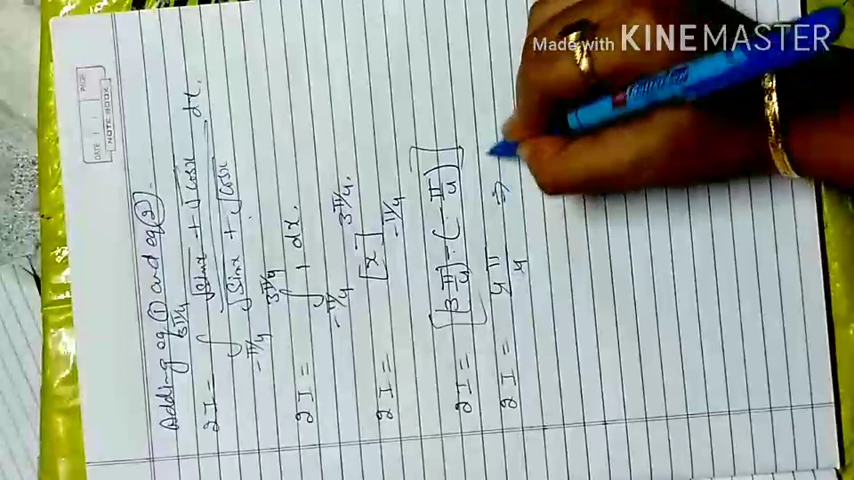 PAGE
DATE
NOTE BOOK
Adding eq ① and eq ②.
2I = ∫_{-π/4}^{3π/4} (√sinx + √cosx)/(√sinx + √cosx) dx.
2I = ∫_{-π/4}^{3π/4} 1 dx.
2I = [x]_{-π/4}^{3π/4}.
2I = [(3π/4) - (-π/4)]
2I = 4π/4 ⇒
Made with KINEMASTER